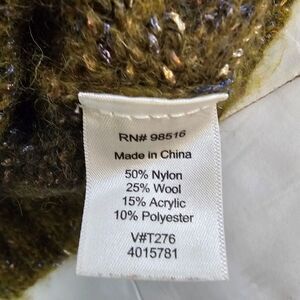 RN# 98516
Made in China
50% Nylon
25% Wool
15% Acrylic
10% Polyester
V#T276
4015781